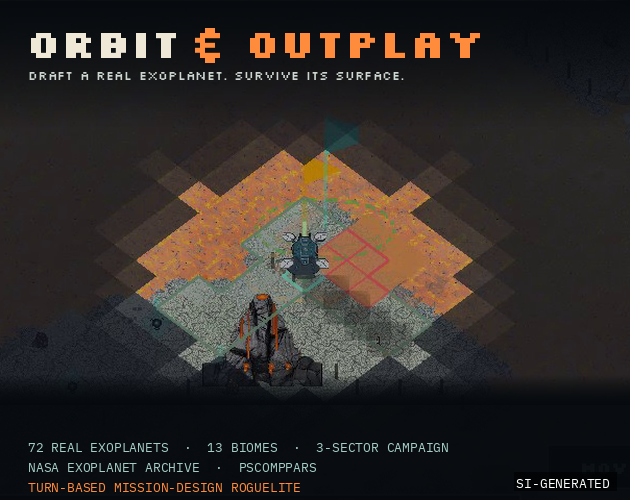 ORBIT & OUTPLAY
DRAFT A REAL EXOPLANET. SURVIVE ITS SURFACE.
72 REAL EXOPLANETS · 13 BIOMES · 3-SECTOR CAMPAIGN
NASA EXOPLANET ARCHIVE · PSCOMPPARS
TURN-BASED MISSION-DESIGN ROGUELITE
SI-GENERATED